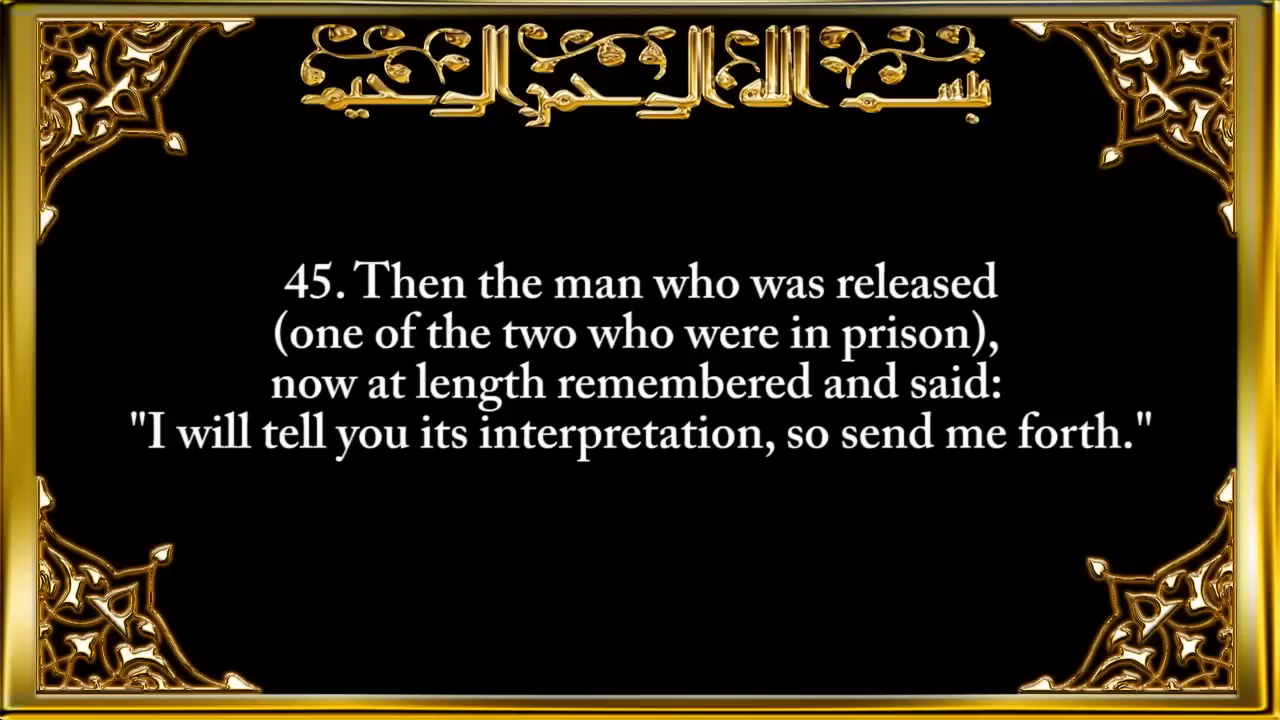 بسم الله الرحمن الرحيم
45. Then the man who was released
(one of the two who were in prison),
now at length remembered and said:
"I will tell you its interpretation, so send me forth."